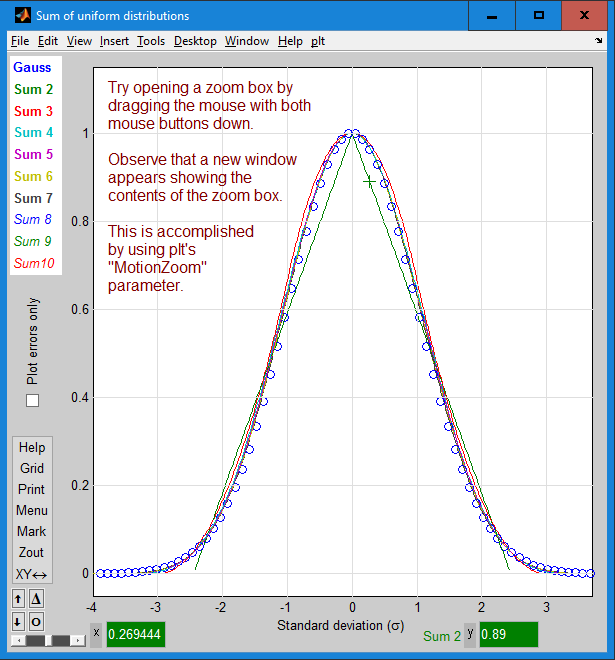 Sum of uniform distributions
File Edit View Insert Tools Desktop Window Help plt
Gauss
Sum 2
Sum 3
Sum 4
Sum 5
Sum 6
Sum 7
Sum 8
Sum 9
Sum10
Plot errors only
Help
Grid
Print
Menu
Mark
Zout
XY↔
Δ
O
Try opening a zoom box by
dragging the mouse with both
mouse buttons down.
Observe that a new window
appears showing the
contents of the zoom box.
This is accomplished
by using plt's
"MotionZoom"
parameter.
1
0.8
0.6
0.4
0.2
0
-4 -3 -2 -1 0 1 2 3
Standard deviation (σ)
x 0.269444
Sum 2 y 0.89